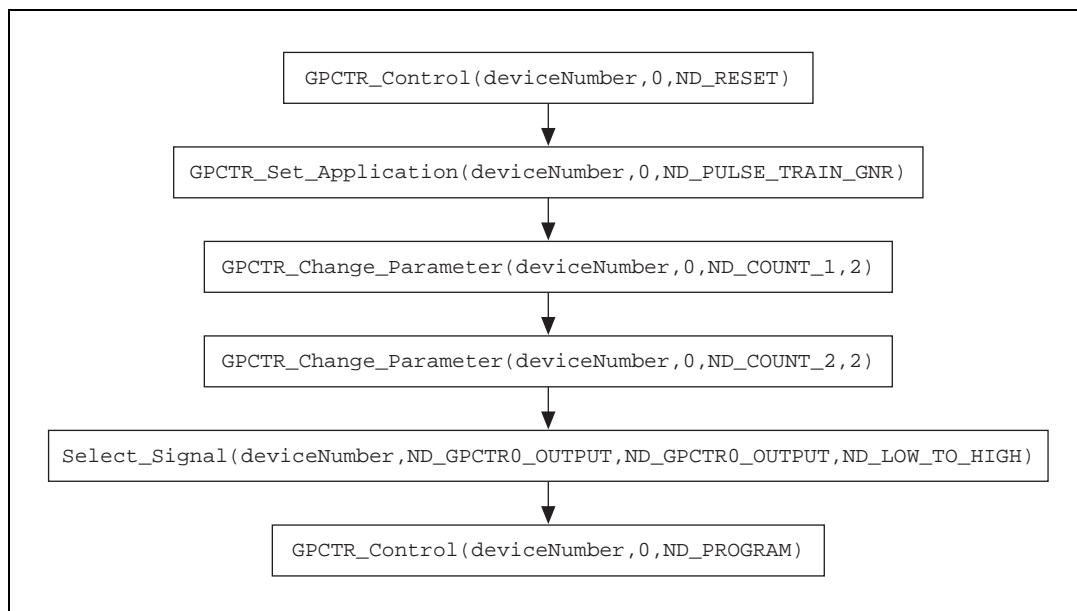 GPCTR_Control(deviceNumber,0,ND_RESET)
GPCTR_Set_Application(deviceNumber,0,ND_PULSE_TRAIN_GNR)
GPCTR_Change_Parameter(deviceNumber,0,ND_COUNT_1,2)
GPCTR_Change_Parameter(deviceNumber,0,ND_COUNT_2,2)
Select_Signal(deviceNumber,ND_GPCTR0_OUTPUT,ND_GPCTR0_OUTPUT,ND_LOW_TO_HIGH)
GPCTR_Control(deviceNumber,0,ND_PROGRAM)